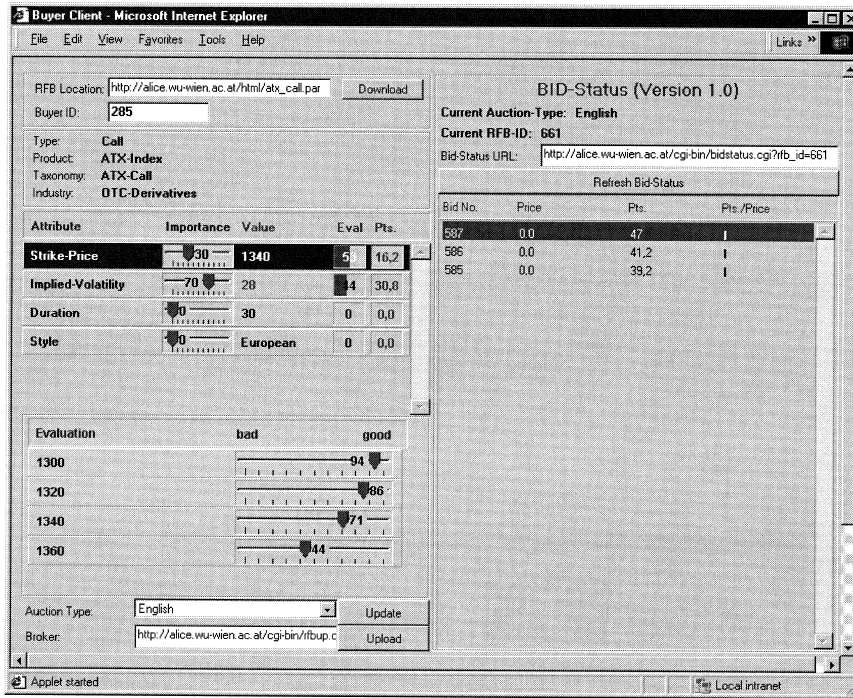 Buyer Client - Microsoft Internet Explorer
File Edit View Favorites Tools Help
Links »
RFB Location: http://alice.wu-wien.ac.at/html/atx_call.par Download
Buyer ID: 285
Type: Call
Product: ATX-Index
Taxonomy: ATX-Call
Industry: OTC-Derivatives
Attribute Importance Value Eval Pts.
Strike-Price 30 1340 16,2
Implied-Volatility 70 28 44 30,8
Duration 0 30 0 0,0
Style 0 European 0 0,0
Evaluation bad good
1300 94
1320 86
1340 71
1360 44
Auction Type: English Update
Broker: http://alice.wu-wien.ac.at/cgi-bin/rfbup.c Upload
BID-Status (Version 1.0)
Current Auction-Type: English
Current RFB-ID: 661
Bid-Status URL: http://alice.wu-wien.ac.at/cgi-bin/bidstatus.cgi?rfb_id=661
Refresh Bid-Status
Bid No. Price Pts. Pts./Price
587 0.0 47
586 0.0 41,2
585 0.0 39,2
Applet started
Local intranet